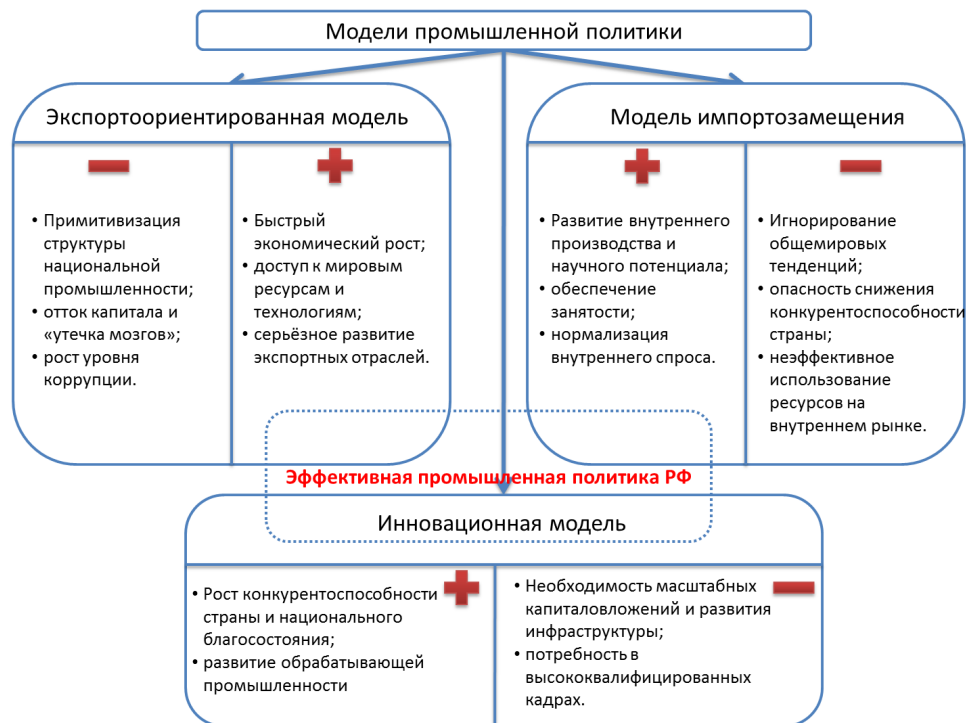 Модели промышленной политики
Экспортоориентированная модель
• Примитивизация
структуры
национальной
промышленности;
• отток капитала и
«утечка мозгов»;
• рост уровня
коррупции.
• Быстрый
экономический рост;
• доступ к мировым
ресурсам и
технологиям;
• серьёзное развитие
экспортных отраслей.
Модель импортозамещения
• Развитие внутреннего
производства и
научного потенциала;
• обеспечение
занятости;
• нормализация
внутреннего спроса.
• Игнорирование
общемировых
тенденций;
• опасность снижения
конкурентоспособности
страны;
• неэффективное
использование
ресурсов на
внутреннем рынке.
Эффективная промышленная политика РФ
Инновационная модель
• Рост конкурентоспособности
страны и национального
благосостояния;
• развитие обрабатывающей
промышленности
• Необходимость масштабных
капиталовложений и развития
инфраструктуры;
• потребность в
высококвалифицированных
кадрах.